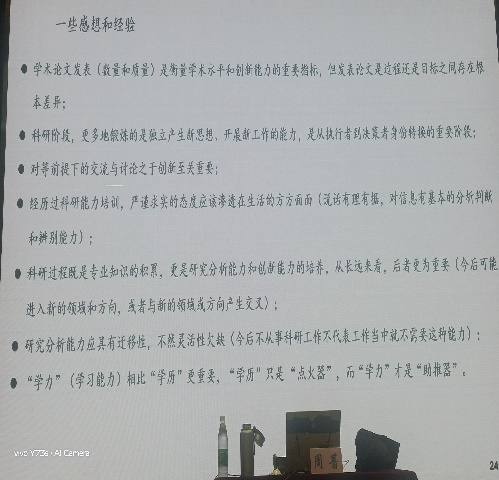 一些感想和经验
● 学术论文发表（数量和质量）是衡量学术水平和创新能力的重要指标，但发表论文是过程还是目标之间存在根
本差异；
● 科研阶段，更多地锻炼的是独立产生新思想、开展新工作的能力，是从执行者到决策者身份转换的重要阶段；
● 对等前提下的交流与讨论之于创新至关重要；
● 经历过科研能力培训，严谨求实的态度应该渗透在生活的方方面面（说话有理有据，对信息有基本的分析判断
和辨别能力）；
● 科研过程既是专业知识的积累，更是研究分析能力和创新能力的培养，从长远来看，后者更为重要（今后可能
进入新的领域和方向，或者与新的领域或方向产生交叉）；
● 研究分析能力应具有迁移性，不然灵活性欠缺（今后不从事科研工作不代表工作当中就不需要这种能力）；
● “学力”（学习能力）相比“学历”更重要，“学历”只是“点火器”，而“学力”才是“助推器”。
vivo Y73s · AI Camera
24